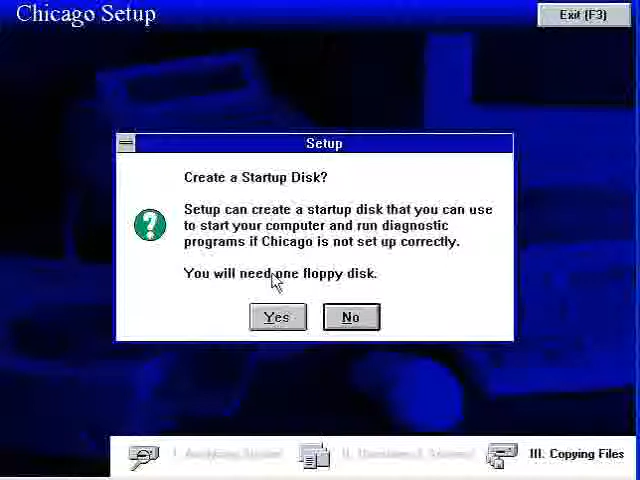 Chicago Setup
Exit (F3)
Setup
Create a Startup Disk?
Setup can create a startup disk that you can use
to start your computer and run diagnostic
programs if Chicago is not set up correctly.
You will need one floppy disk.
Yes
No
III. Copying Files